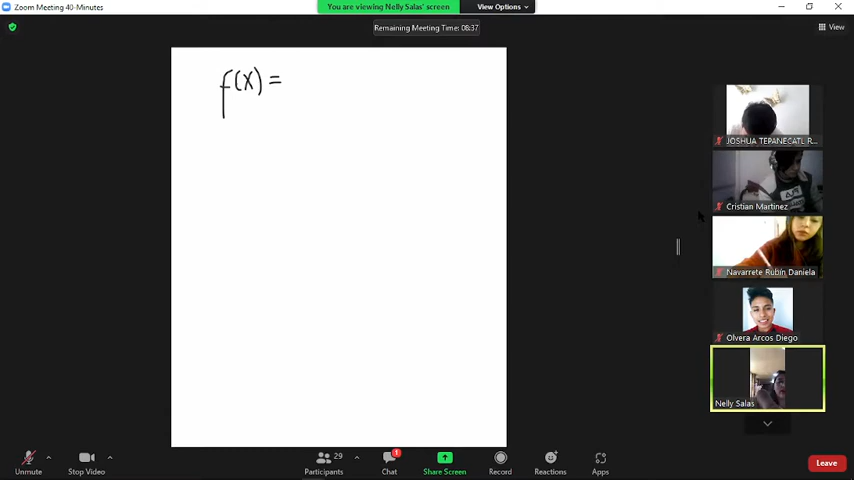 Zoom Meeting 40-Minutes
You are viewing Nelly Salas' screen
View Options
Remaining Meeting Time: 08:37
View
f(x) =
JOSHUA TEPANECATL R...
Cristian Martinez
Navarrete Rubín Daniela
Olvera Arcos Diego
Nelly Salas
Unmute
Stop Video
29
Participants
1
Chat
Share Screen
Record
Reactions
Apps
Leave